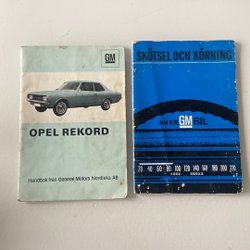 GM
OPEL REKORD
Handbok från General Motors Nordiska AB
SKÖTSEL OCH KÖRNING
AV ER GM BIL
20 40 60 80 100 120 140 160 180 200 220